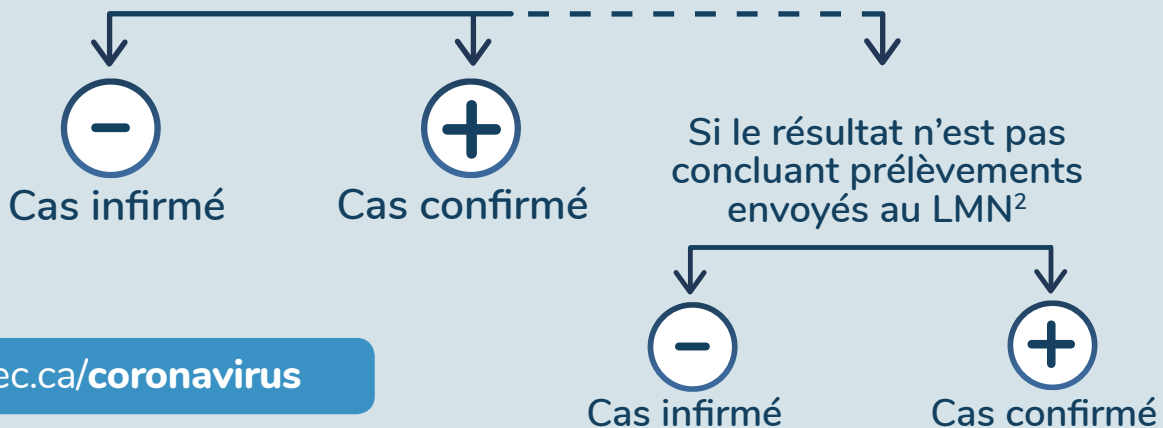 Cas infirmé
Cas confirmé
Si le résultat n'est pas
concluant prélèvements
envoyés au LMN²
ec.ca/coronavirus
Cas infirmé
Cas confirmé